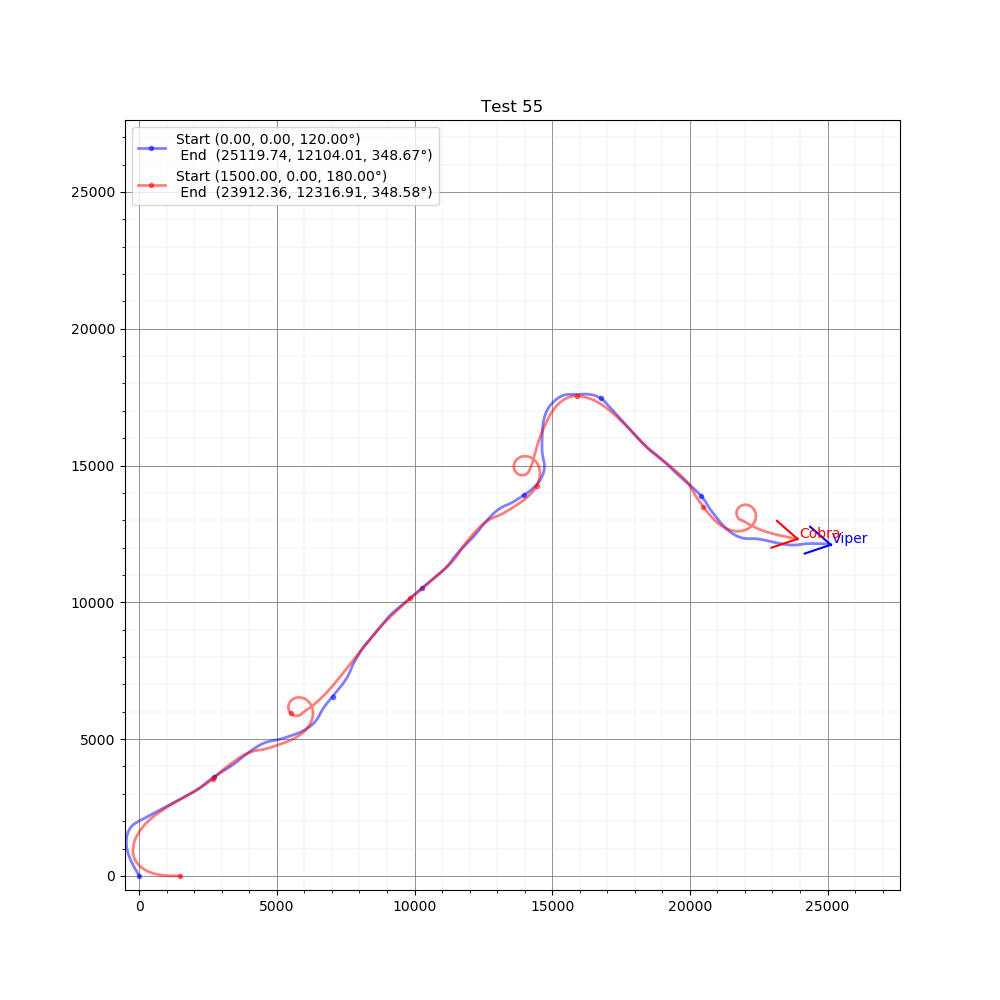 Test 55
Start (0.00, 0.00, 120.00°)
End (25119.74, 12104.01, 348.67°)
Start (1500.00, 0.00, 180.00°)
End (23912.36, 12316.91, 348.58°)
25000
20000
15000
10000
5000
0
Cobra
Viper
0 5000 10000 15000 20000 25000